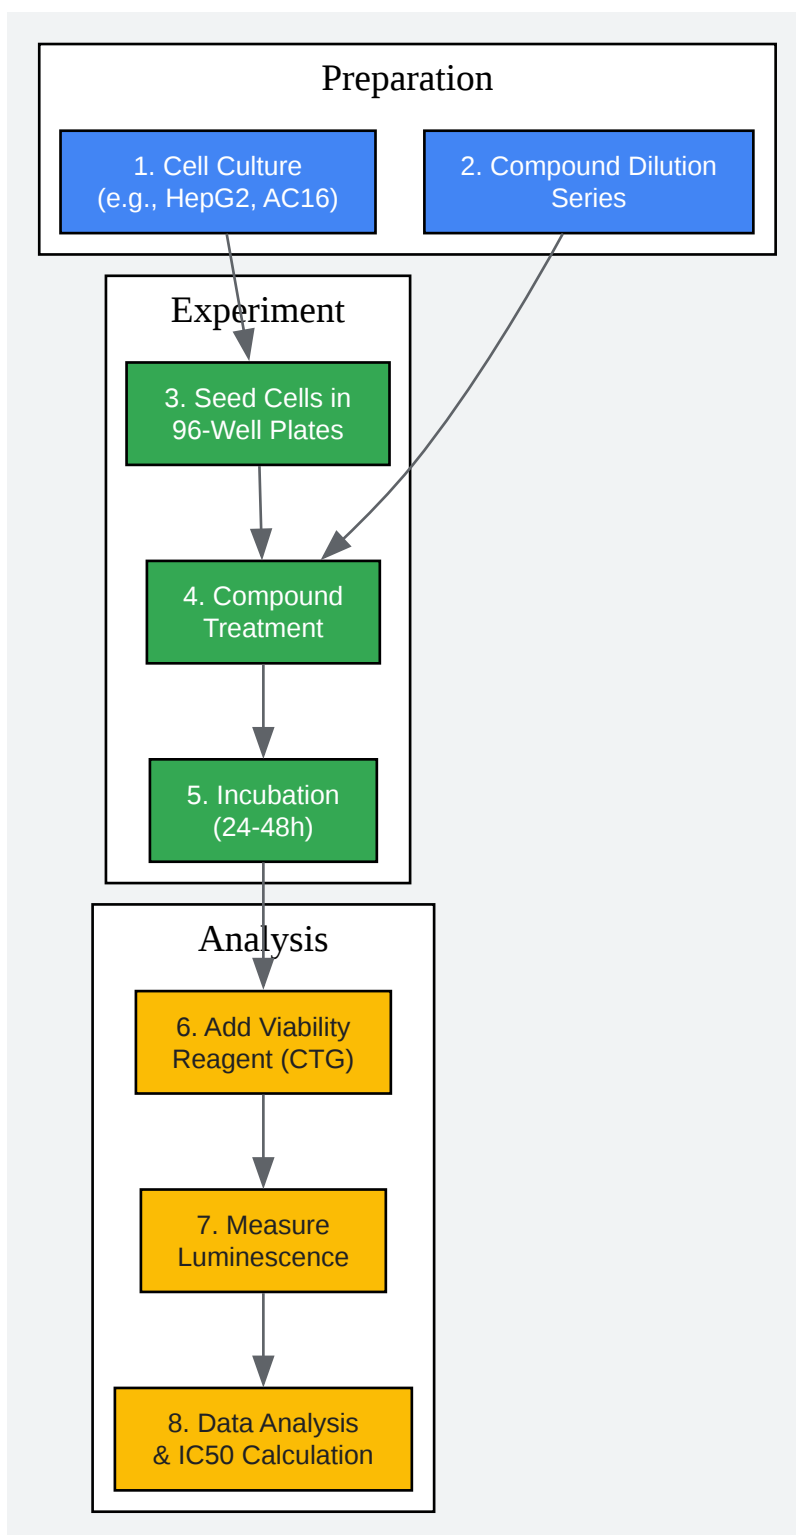 Preparation
1. Cell Culture
(e.g., HepG2, AC16)
2. Compound Dilution
Series
Experiment
3. Seed Cells in
96-Well Plates
4. Compound
Treatment
5. Incubation
(24-48h)
Analysis
6. Add Viability
Reagent (CTG)
7. Measure
Luminescence
8. Data Analysis
& IC50 Calculation